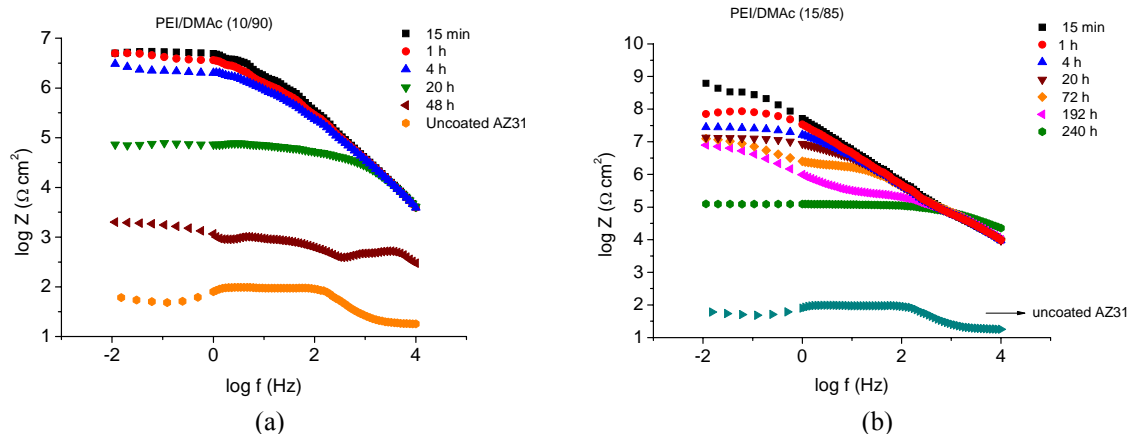 PEI/DMAc (10/90)
7
6
5
4
3
2
1
log Z (Ω cm²)
-2
0
2
4
log f (Hz)
15 min
1 h
4 h
20 h
48 h
Uncoated AZ31
(a)
PEI/DMAc (15/85)
10
9
8
7
6
5
4
3
2
1
log Z (Ω cm²)
-2
0
2
4
log f (Hz)
15 min
1 h
4 h
20 h
72 h
192 h
240 h
uncoated AZ31
(b)